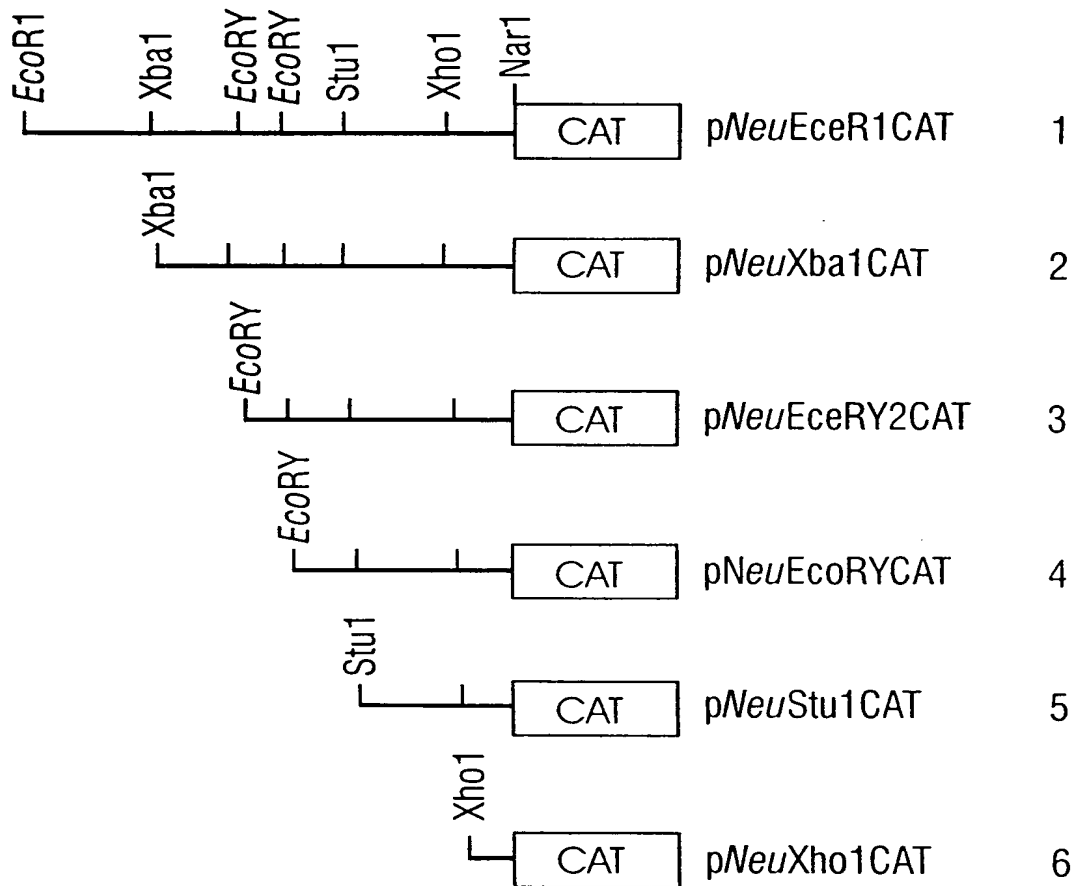 EcoR1 Xba1 EcoRY EcoRY Stu1 Xho1 Nar1
CAT pNeuEceR1CAT 1
Xba1
CAT pNeuXba1CAT 2
EcoRY
CAT pNeuEceRY2CAT 3
EcoRY
CAT pNeuEcoRYCAT 4
Stu1
CAT pNeuStu1CAT 5
Xho1
CAT pNeuXho1CAT 6